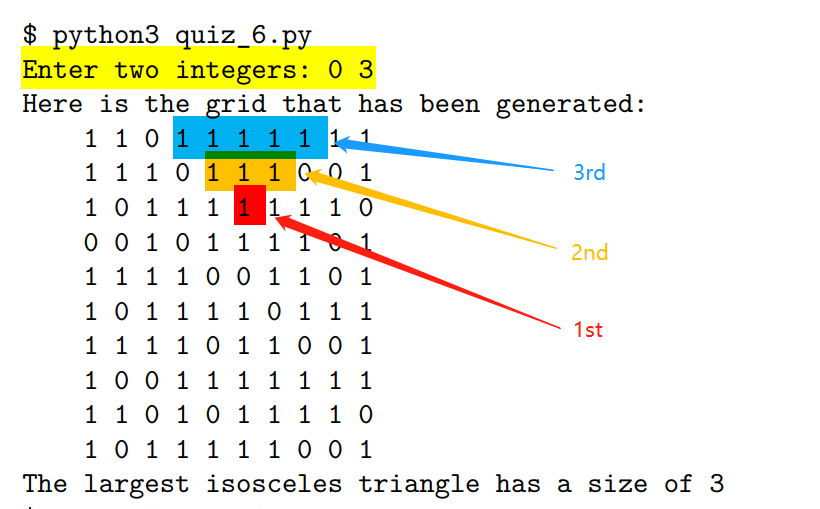 $ python3 quiz_6.py
Enter two integers: 0 3
Here is the grid that has been generated:
1 1 0 1 1 1 1 1 1 1
3rd
1 1 1 0 1 1 1 0 0 1
1 0 1 1 1 1 1 1 1 0
2nd
0 0 1 0 1 1 1 1 0 1
1 1 1 1 0 0 1 1 0 1
1 0 1 1 1 1 0 1 1 1
1st
1 1 1 1 0 1 1 0 0 1
1 0 0 1 1 1 1 1 1 1
1 1 0 1 0 1 1 1 1 0
1 0 1 1 1 1 1 0 0 1
The largest isosceles triangle has a size of 3